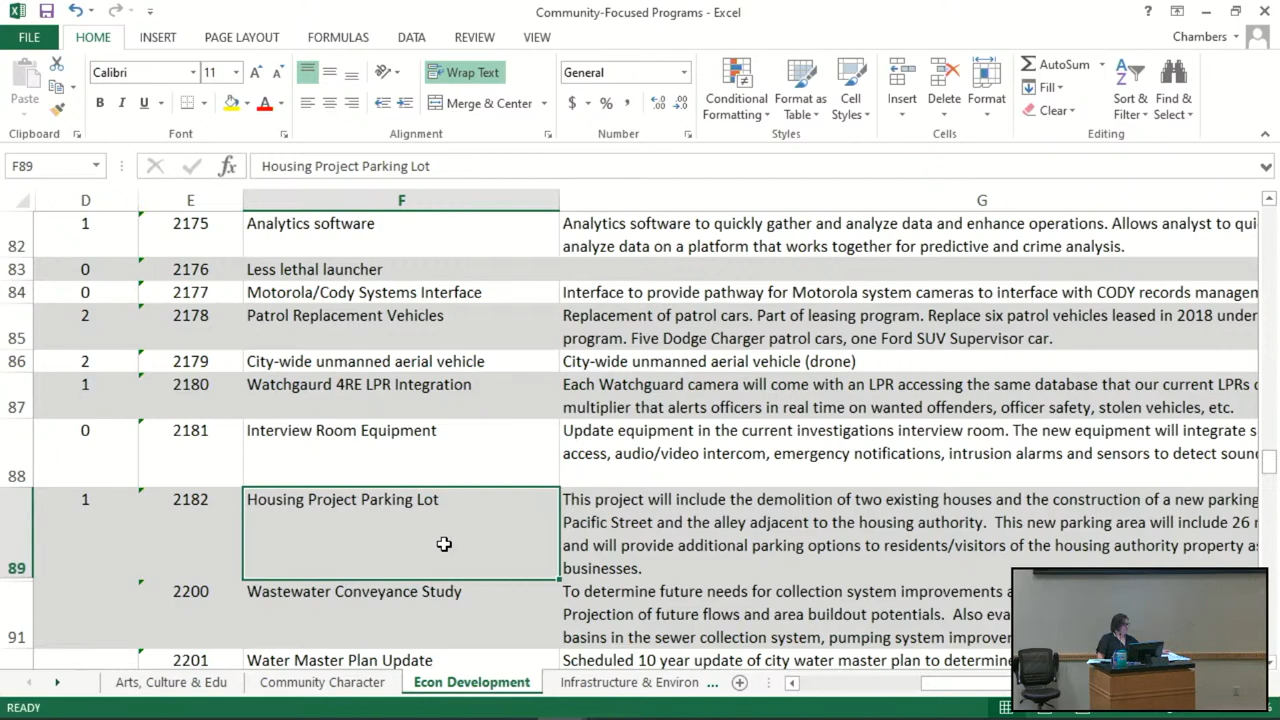 Community-Focused Programs - Excel
?
FILE
HOME
INSERT
PAGE LAYOUT
FORMULAS
DATA
REVIEW
VIEW
Chambers
Paste
Calibri
11
B I U
Wrap Text
Merge & Center
General
$ % ,
Conditional Formatting
Format as Table
Cell Styles
Insert
Delete
Format
AutoSum
Fill
Clear
Sort & Filter
Find & Select
Clipboard
Font
Alignment
Number
Styles
Cells
Editing
F89
fx
Housing Project Parking Lot
D E F G
82 1 2175 Analytics software Analytics software to quickly gather and analyze data and enhance operations. Allows analyst to qui
analyze data on a platform that works together for predictive and crime analysis.
83 0 2176 Less lethal launcher
84 0 2177 Motorola/Cody Systems Interface Interface to provide pathway for Motorola system cameras to interface with CODY records managem
85 2 2178 Patrol Replacement Vehicles Replacement of patrol cars. Part of leasing program. Replace six patrol vehicles leased in 2018 under
program. Five Dodge Charger patrol cars, one Ford SUV Supervisor car.
86 2 2179 City-wide unmanned aerial vehicle City-wide unmanned aerial vehicle (drone)
87 1 2180 Watchgaurd 4RE LPR Integration Each Watchguard camera will come with an LPR accessing the same database that our current LPRs
multiplier that alerts officers in real time on wanted offenders, officer safety, stolen vehicles, etc.
88 0 2181 Interview Room Equipment Update equipment in the current investigations interview room. The new equipment will integrate s
access, audio/video intercom, emergency notifications, intrusion alarms and sensors to detect soun
89 1 2182 Housing Project Parking Lot This project will include the demolition of two existing houses and the construction of a new parking
Pacific Street and the alley adjacent to the housing authority. This new parking area will include 26
and will provide additional parking options to residents/visitors of the housing authority property as
businesses.
91 2200 Wastewater Conveyance Study To determine future needs for collection system improvements a
Projection of future flows and area buildout potentials. Also eva
basins in the sewer collection system, pumping system improvem
2201 Water Master Plan Update Scheduled 10 year update of city water master plan to determine
Arts, Culture & Edu
Community Character
Econ Development
Infrastructure & Environ ...
READY
%